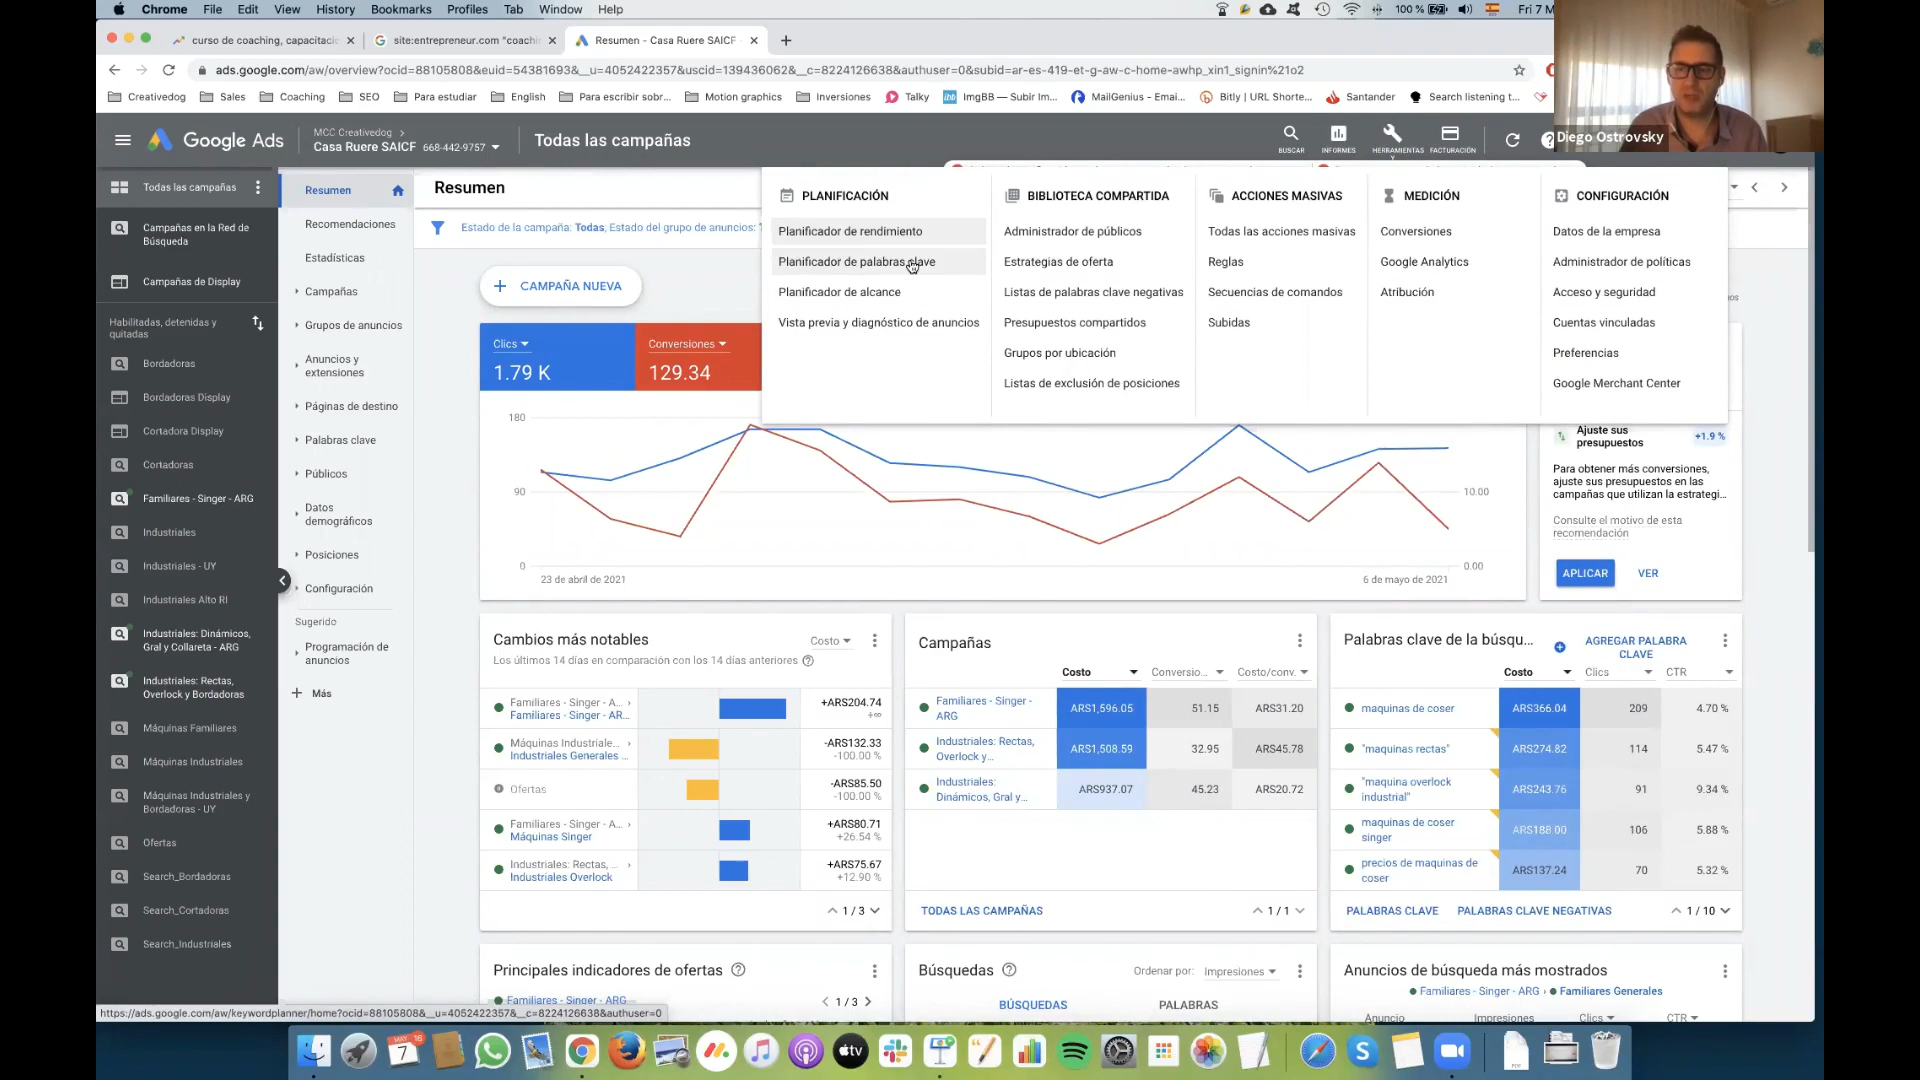 Chrome File Edit View History Bookmarks Profiles Tab Window Help
100 % Fri 7 M
curso de coaching, capacitaci
site:entrepreneur.com "coachi
Resumen - Casa Ruere SAICF
ads.google.com/aw/overview?ocid=88105808&euid=54381693&__u=4052422357&uscid=139436062&__c=8224126638&authuser=0&subid=ar-es-419-et-g-aw-c-home-awhp_xin1_signin%21o2
Creativedog Sales Coaching SEO Para estudiar English Para escribir sobr... Motion graphics Inversiones Talky ImgBB — Subir Im... MailGenius - Emai... Bitly | URL Shorte... Santander Search listening t...
Diego Ostrovsky
Google Ads
MCC Creativedog
Casa Ruere SAICF 668-442-9757
Todas las campañas
BUSCAR
INFORMES
HERRAMIENTAS Y
FACTURACIÓN
Todas las campañas
Campañas en la Red de
Búsqueda
Campañas de Display
Habilitadas, detenidas y
quitadas
Bordadoras
Bordadoras Display
Cortadora Display
Cortadoras
Familiares - Singer - ARG
Industriales
Industriales - UY
Industriales Alto RI
Industriales: Dinámicos,
Gral y Collareta - ARG
Industriales: Rectas,
Overlock y Bordadoras
Máquinas Familiares
Máquinas Industriales
Máquinas Industriales y
Bordadoras - UY
Ofertas
Search_Bordadoras
Search_Cortadoras
Search_Industriales
Resumen
Recomendaciones
Estadísticas
Campañas
Grupos de anuncios
Anuncios y
extensiones
Páginas de destino
Palabras clave
Públicos
Datos
demográficos
Posiciones
Configuración
Sugerido
Programación de
anuncios
Más
Resumen
Estado de la campaña: Todas, Estado del grupo de anuncios:
CAMPAÑA NUEVA
PLANIFICACIÓN
Planificador de rendimiento
Planificador de palabras clave
Planificador de alcance
Vista previa y diagnóstico de anuncios
BIBLIOTECA COMPARTIDA
Administrador de públicos
Estrategias de oferta
Listas de palabras clave negativas
Presupuestos compartidos
Grupos por ubicación
Listas de exclusión de posiciones
ACCIONES MASIVAS
Todas las acciones masivas
Reglas
Secuencias de comandos
Subidas
MEDICIÓN
Conversiones
Google Analytics
Atribución
CONFIGURACIÓN
Datos de la empresa
Administrador de políticas
Acceso y seguridad
Cuentas vinculadas
Preferencias
Google Merchant Center
Clics
1.79 K
Conversiones
129.34
180
90
0
10.00
0.00
23 de abril de 2021
6 de mayo de 2021
Ajuste sus
presupuestos
+1.9 %
Para obtener más conversiones,
ajuste sus presupuestos en las
campañas que utilizan la estrategi...
Consulte el motivo de esta
recomendación
APLICAR VER
Cambios más notables
Costo
Los últimos 14 días en comparación con los 14 días anteriores
Familiares - Singer - A...
Familiares - Singer - AR...
+ARS204.74
+∞
Máquinas Industriale...
Industriales Generales ...
-ARS132.33
-100.00 %
Ofertas
-ARS85.50
-100.00 %
Familiares - Singer - A...
Máquinas Singer
+ARS80.71
+26.54 %
Industriales: Rectas, ...
Industriales Overlock
+ARS75.67
+12.90 %
1 / 3
Campañas
Costo Conversio... Costo/conv.
Familiares - Singer -
ARG
ARS1,596.05 51.15 ARS31.20
Industriales: Rectas,
Overlock y...
ARS1,508.59 32.95 ARS45.78
Industriales:
Dinámicos, Gral y...
ARS937.07 45.23 ARS20.72
TODAS LAS CAMPAÑAS
1 / 1
Palabras clave de la búsqu...
AGREGAR PALABRA
CLAVE
Costo Clics CTR
maquinas de coser ARS366.04 209 4.70 %
"maquinas rectas" ARS274.82 114 5.47 %
"maquina overlock
industrial"
ARS243.76 91 9.34 %
maquinas de coser
singer
ARS188.00 106 5.88 %
precios de maquinas de
coser
ARS137.24 70 5.32 %
PALABRAS CLAVE PALABRAS CLAVE NEGATIVAS
1 / 10
Principales indicadores de ofertas
Familiares - Singer - ARG
1 / 3
Búsquedas
Ordenar por: Impresiones
BÚSQUEDAS PALABRAS
Anuncios de búsqueda más mostrados
Familiares - Singer - ARG › Familiares Generales
Anuncio Impresiones Clics CTR
https://ads.google.com/aw/keywordplanner/home?ocid=88105808&__u=4052422357&__c=8224126638&authuser=0
7
tv